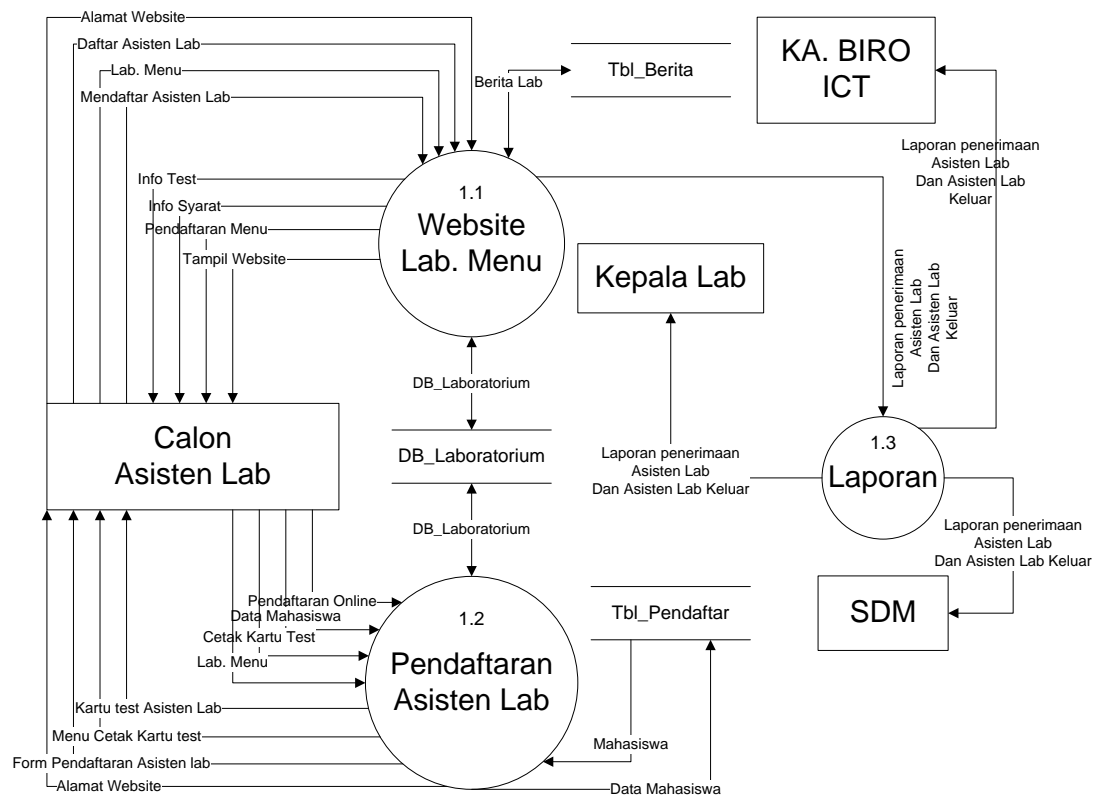 Alamat Website
Daftar Asisten Lab
Lab. Menu
Mendaftar Asisten Lab
Berita Lab
Tbl_Berita
KA. BIRO
ICT
Laporan penerimaan
Asisten Lab
Dan Asisten Lab
Keluar
Info Test
Info Syarat
Pendaftaran Menu
Tampil Website
1.1
Website
Lab. Menu
Kepala Lab
Laporan penerimaan
Asisten Lab
Dan Asisten Lab
Keluar
DB_Laboratorium
Calon
Asisten Lab
DB_Laboratorium
Laporan penerimaan
Asisten Lab
Dan Asisten Lab Keluar
1.3
Laporan
DB_Laboratorium
Laporan penerimaan
Asisten Lab
Dan Asisten Lab Keluar
Pendaftaran Online
Data Mahasiswa
Cetak Kartu Test
Lab. Menu
1.2
Pendaftaran
Asisten Lab
Tbl_Pendaftar
SDM
Kartu test Asisten Lab
Menu Cetak Kartu test
Form Pendaftaran Asisten lab
Alamat Website
Mahasiswa
Data Mahasiswa